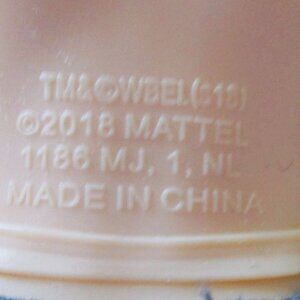 TM&©WBEI.(S18)
©2018 MATTEL
1186 MJ, 1, NL
MADE IN CHINA